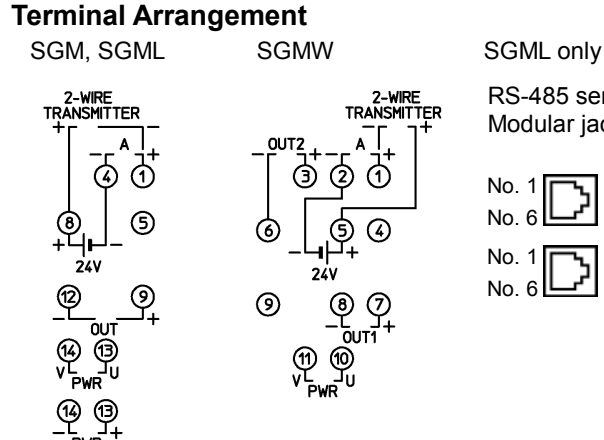 Terminal Arrangement
SGM, SGML
SGMW
SGML only
2-WIRE
TRANSMITTER
+ −
− A +
4 1
8 5
+ −
24V
12 9
− OUT +
14 13
V PWR U
14 13
− PWR +
2-WIRE
TRANSMITTER
− +
− OUT2 + − A +
3 2 1
6 5 4
− +
24V
9 8 7
− OUT1 +
11 10
V PWR U
RS-485
Modular
No. 1
No. 6
No. 1
No. 6